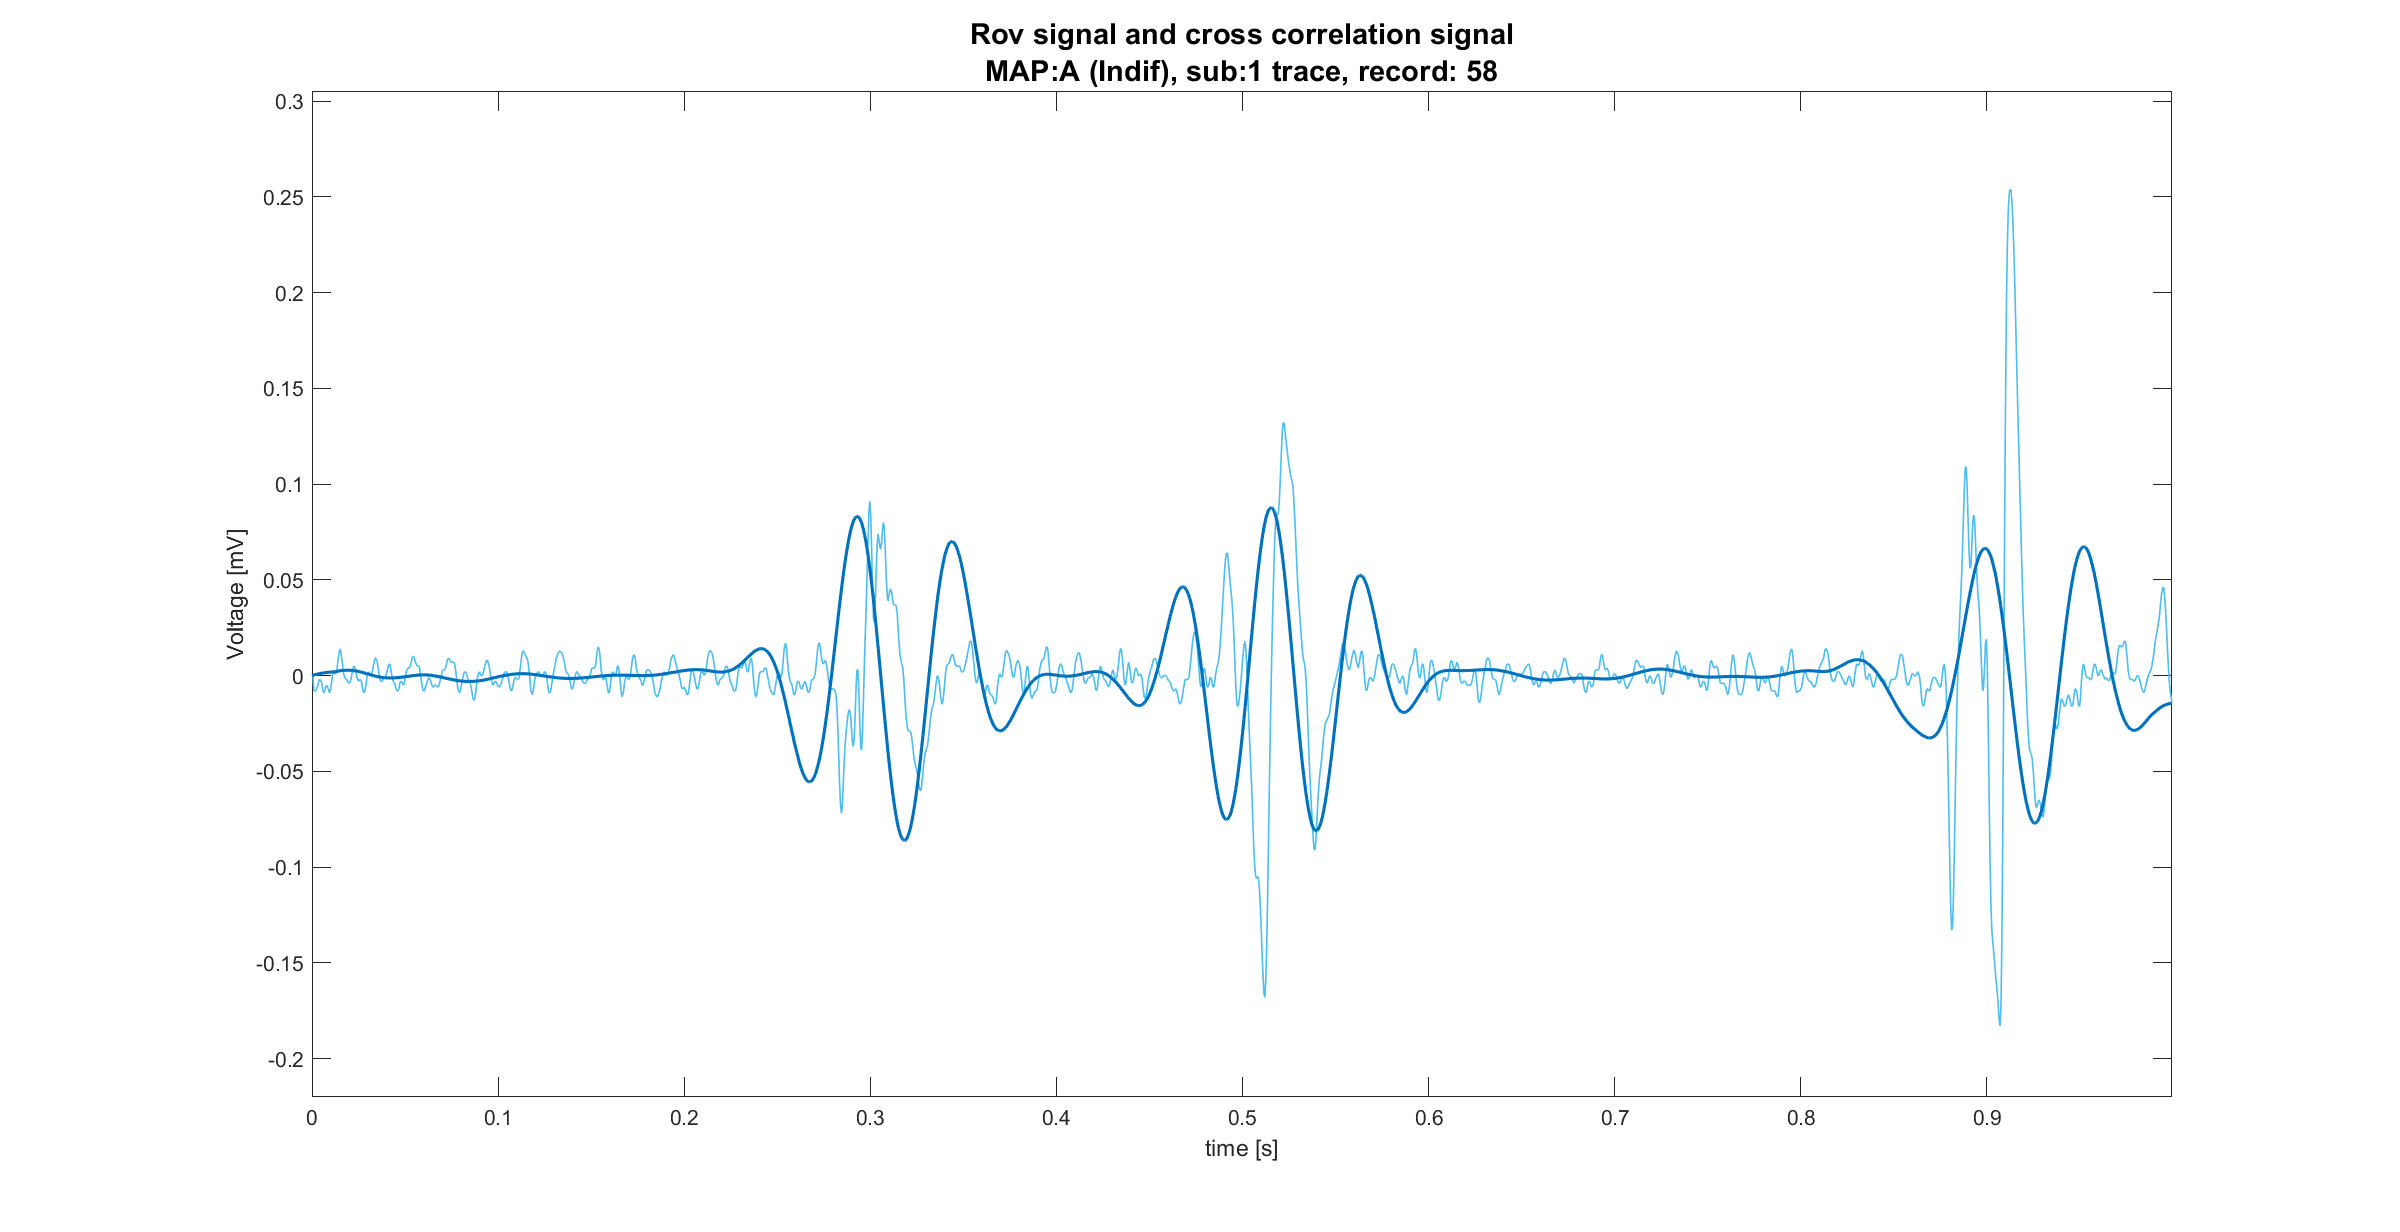 Rov signal and cross correlation signal
MAP:A (Indif), sub:1 trace, record: 58
0.3
0.25
0.2
0.15
0.1
0.05
0
-0.05
-0.1
-0.15
-0.2
Voltage [mV]
0 0.1 0.2 0.3 0.4 0.5 0.6 0.7 0.8 0.9
time [s]